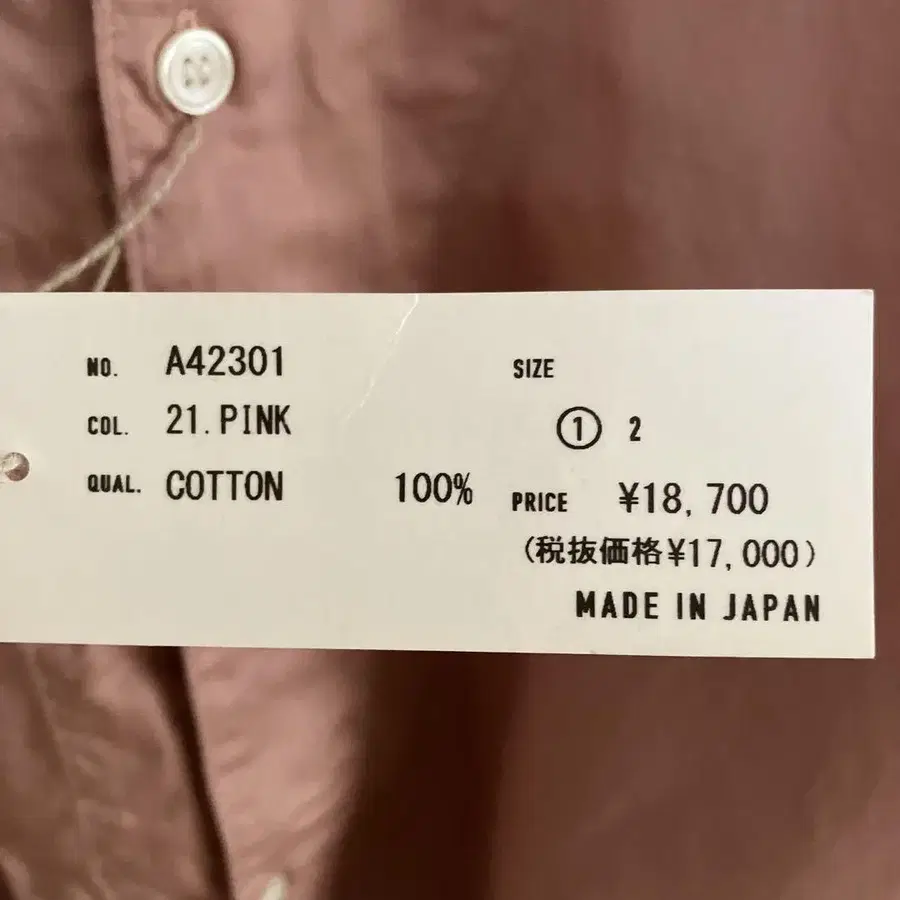 NO. A42301
COL. 21. PINK
QUAL. COTTON 100%
SIZE
① 2
PRICE ¥18,700
(税抜価格¥17,000)
MADE IN JAPAN